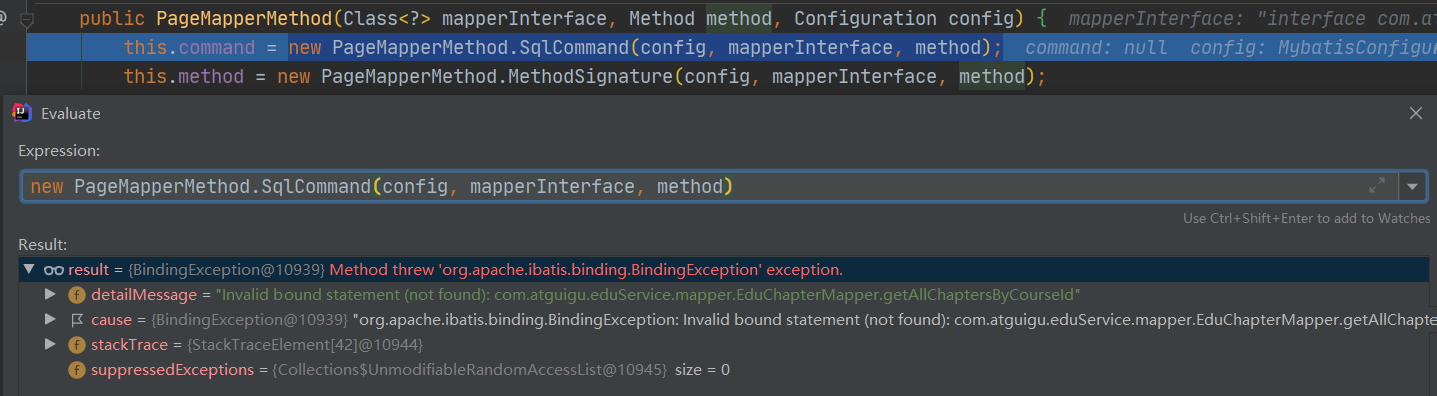 public PageMapperMethod(Class<?> mapperInterface, Method method, Configuration config) { mapperInterface: "interface com.at
this.command = new PageMapperMethod.SqlCommand(config, mapperInterface, method); command: null config: MybatisConfigur
this.method = new PageMapperMethod.MethodSignature(config, mapperInterface, method);
Evaluate
Expression:
new PageMapperMethod.SqlCommand(config, mapperInterface, method)
Use Ctrl+Shift+Enter to add to Watches
Result:
result = {BindingException@10939} Method threw 'org.apache.ibatis.binding.BindingException' exception.
detailMessage = "Invalid bound statement (not found): com.atguigu.eduService.mapper.EduChapterMapper.getAllChaptersByCourseId"
cause = {BindingException@10939} "org.apache.ibatis.binding.BindingException: Invalid bound statement (not found): com.atguigu.eduService.mapper.EduChapterMapper.getAllChapte
stackTrace = {StackTraceElement[42]@10944}
suppressedExceptions = {Collections$UnmodifiableRandomAccessList@10945} size = 0